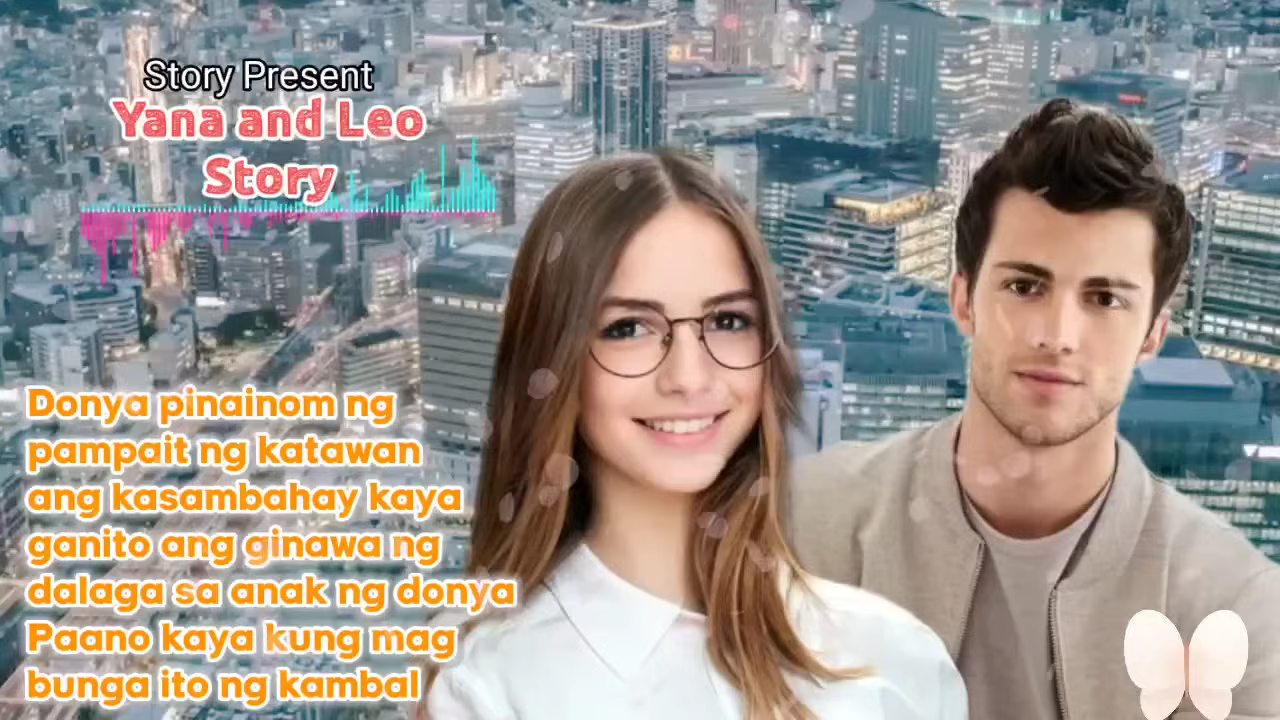 Story Present
Yana and Leo
Story
Donya pinainom ng
pampait ng katawan
ang kasambahay kaya
ganito ang ginawa ng
dalaga sa anak ng donya
Paano kaya kung mag
bunga ito ng kambal